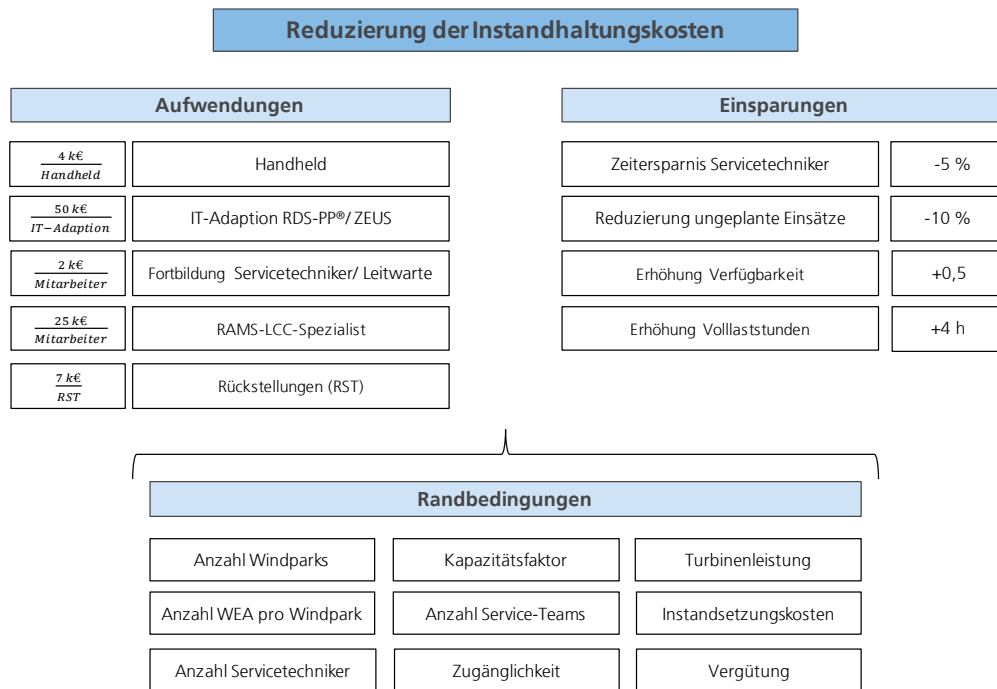 Reduzierung der Instandhaltungskosten
Aufwendungen
4 k€
Handheld
Handheld
50 k€
IT−Adaption
IT-Adaption RDS-PP®/ ZEUS
2 k€
Mitarbeiter
Fortbildung Servicetechniker/ Leitwarte
25 k€
Mitarbeiter
RAMS-LCC-Spezialist
7 k€
RST
Rückstellungen (RST)
Einsparungen
Zeitersparnis Servicetechniker
-5 %
Reduzierung ungeplante Einsätze
-10 %
Erhöhung Verfügbarkeit
+0,5
Erhöhung Volllaststunden
+4 h
Randbedingungen
Anzahl Windparks
Kapazitätsfaktor
Turbinenleistung
Anzahl WEA pro Windpark
Anzahl Service-Teams
Instandsetzungskosten
Anzahl Servicetechniker
Zugänglichkeit
Vergütung